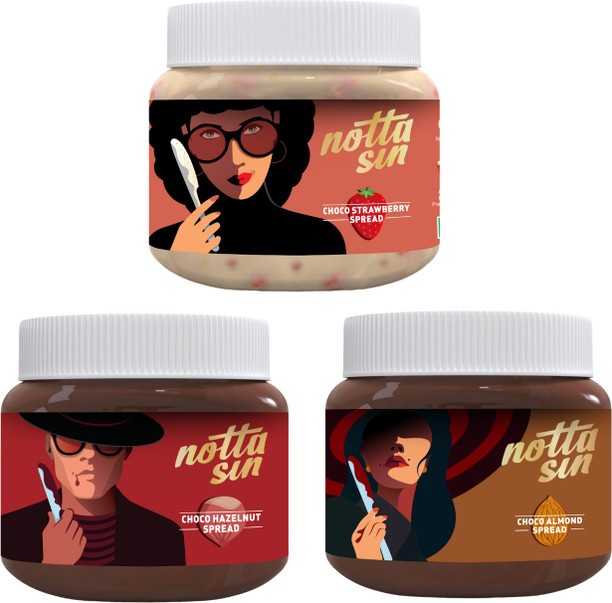 notta
sin
CHOCO STRAWBERRY
SPREAD
notta
sin
CHOCO HAZELNUT
SPREAD
notta
sin
CHOCO ALMOND
SPREAD